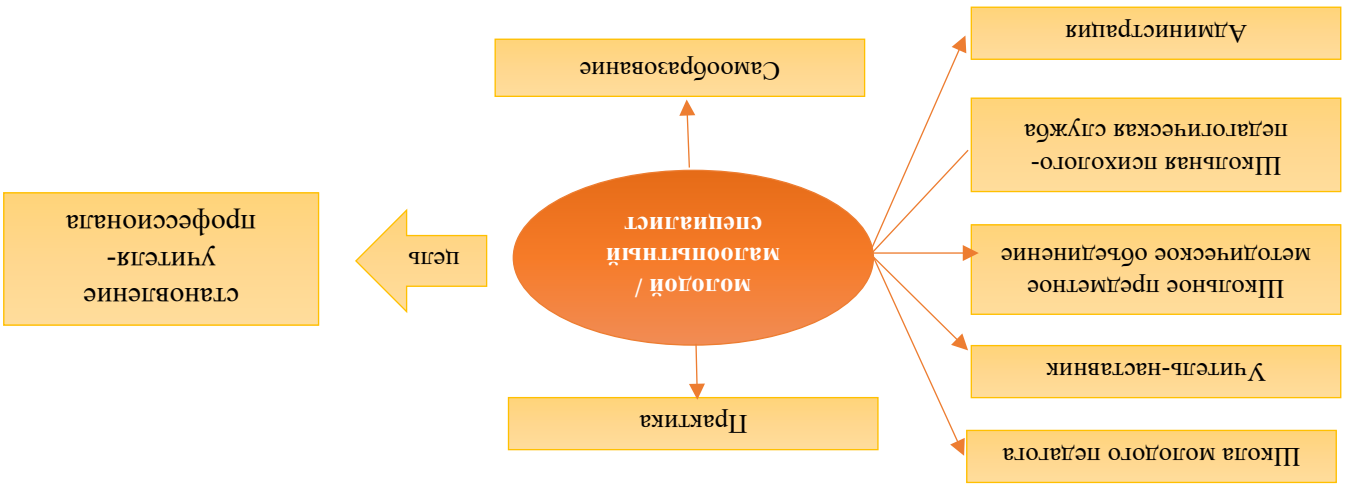 Школа молодого педагога
Учитель-наставник
Школьное предметное
методическое объединение
Школьная психолого-
педагогическая служба
Администрация
Практика
молодой /
малоопытный
специалист
Самообразование
цель
становление
учителя-
профессионала